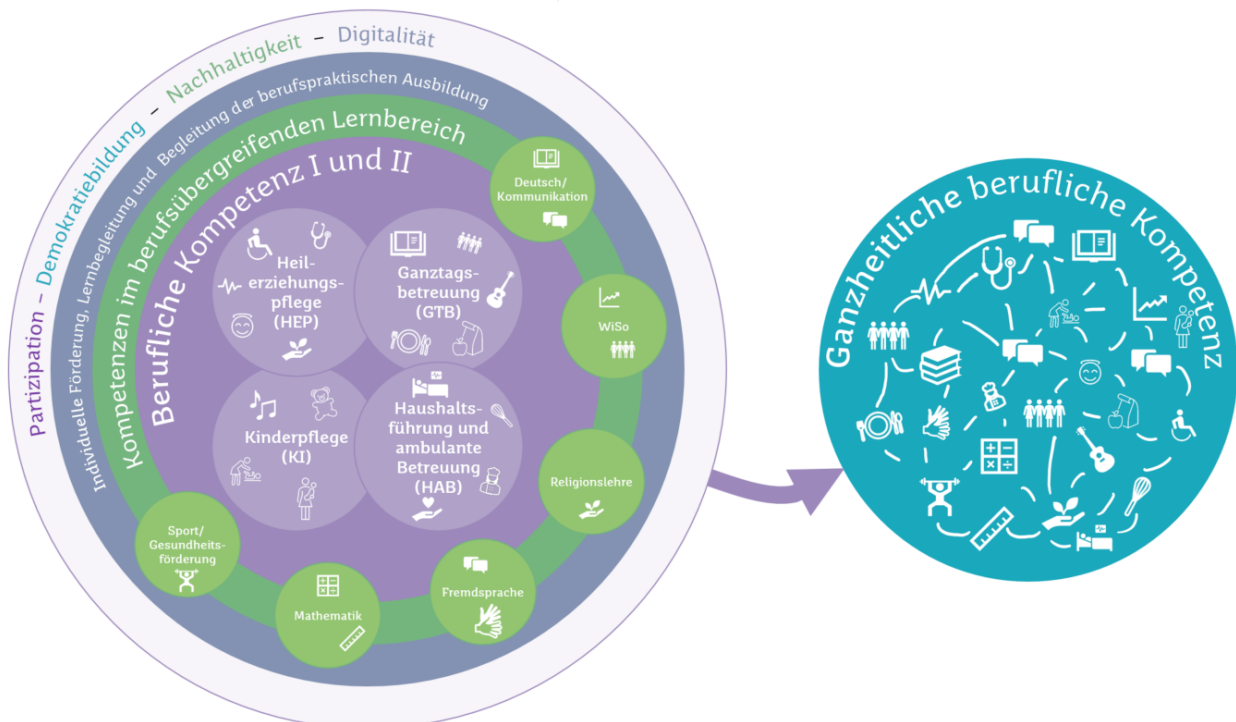 Partizipation – Demokratiebildung – Nachhaltigkeit – Digitalität
Individuelle Förderung, Lernbegleitung und Begleitung der berufspraktischen Ausbildung
Kompetenzen im berufsübergreifenden Lernbereich
Berufliche Kompetenz I und II
Heil-
erziehungs-
pflege
(HEP)
Ganztags-
betreuung
(GTB)
Kinderpflege
(KI)
Haushalts-
führung und
ambulante
Betreuung
(HAB)
Deutsch/
Kommunikation
WiSo
Religionslehre
Fremdsprache
Mathematik
Sport/
Gesundheits-
förderung
Ganzheitliche berufliche Kompetenz